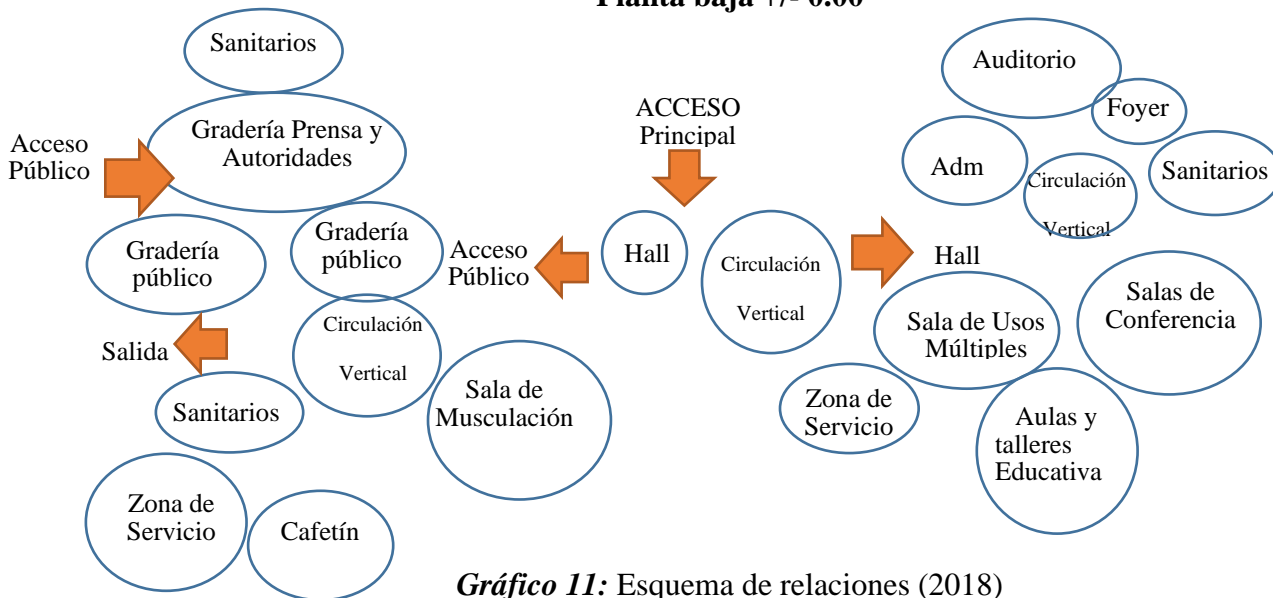 Planta baja +/- 0.00
Sanitarios
Gradería Prensa y
Autoridades
Acceso
Público
Gradería
público
Gradería
público
Salida
Circulación
Vertical
Sanitarios
Sala de
Musculación
Zona de
Servicio
Cafetín
ACCESO
Principal
Acceso
Público
Hall
Circulación
Vertical
Auditorio
Foyer
Adm
Circulación
Vertical
Sanitarios
Hall
Sala de Usos
Múltiples
Salas de
Conferencia
Zona de
Servicio
Aulas y
talleres
Educativa
Gráfico 11: Esquema de relaciones (2018)